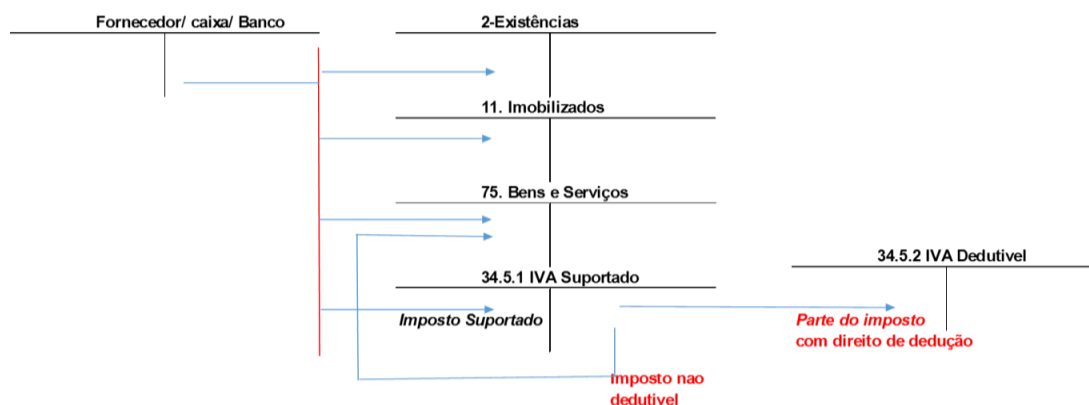 Fornecedor/ caixa/ Banco
2-Existências
11. Imobilizados
75. Bens e Serviços
34.5.2 IVA Dedutivel
34.5.1 IVA Suportado
Imposto Suportado
Parte do imposto
com direito de dedução
Imposto nao
dedutivel